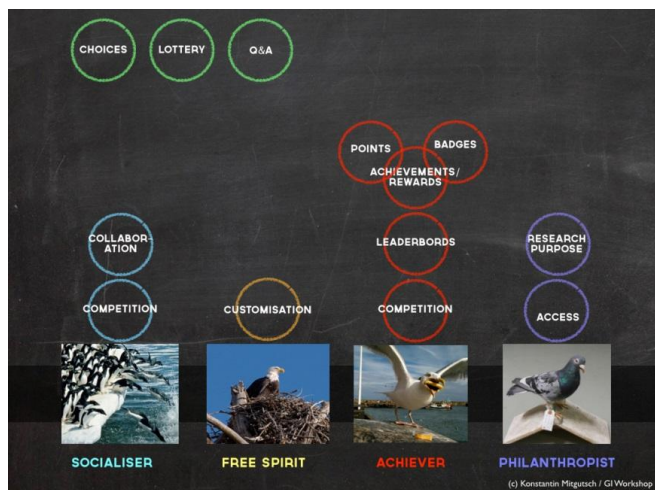 CHOICES
LOTTERY
Q&A
POINTS
BADGES
ACHIEVEMENTS/
REWARDS
COLLABOR-
ATION
LEADERBORDS
RESEARCH
PURPOSE
COMPETITION
CUSTOMISATION
COMPETITION
ACCESS
SOCIALISER
FREE SPIRIT
ACHIEVER
PHILANTHROPIST
(c) Konstantin Mitgutsch / GI Workshop